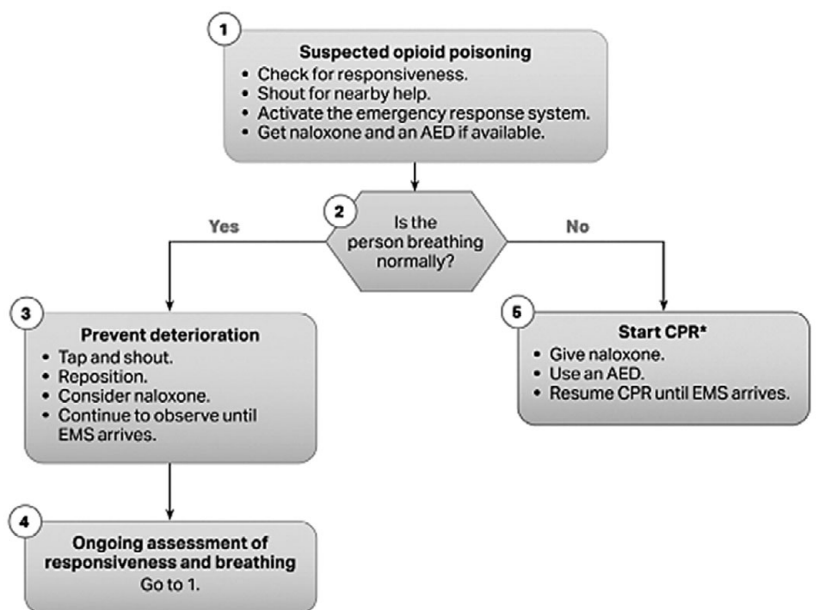 1
Suspected opioid poisoning
• Check for responsiveness.
• Shout for nearby help.
• Activate the emergency response system.
• Get naloxone and an AED if available.
2
Is the
person breathing
normally?
Yes
No
3
Prevent deterioration
• Tap and shout.
• Reposition.
• Consider naloxone.
• Continue to observe until
EMS arrives.
4
Ongoing assessment of
responsiveness and breathing
Go to 1.
5
Start CPR*
• Give naloxone.
• Use an AED.
• Resume CPR until EMS arrives.